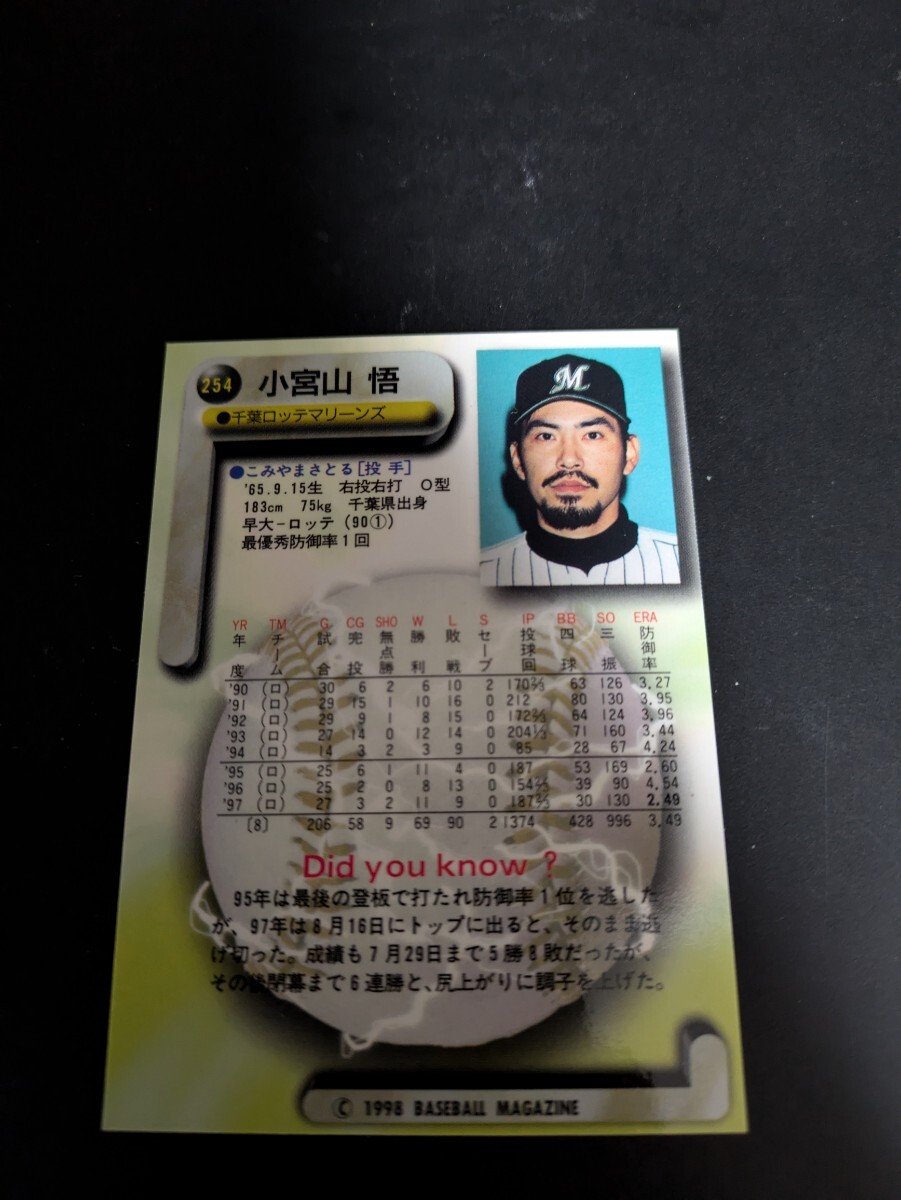 254 小宮山 悟
●千葉ロッテマリーンズ
M
●こみやまさとる[投 手]
'65.9.15生 右投右打 O型
183cm 75kg 千葉県出身
早大-ロッテ(90①)
最優秀防御率1回
YR TM G CG SHO W L S IP BB SO ERA
年度 チーム 試合 完投 無点勝 勝利 敗戦 セーブ 投球回 四球 三振 防御率
'90 (ロ) 30 6 2 6 10 2 170⅔ 63 126 3.27
'91 (ロ) 29 15 1 10 16 0 212 80 130 3.95
'92 (ロ) 29 9 1 8 15 0 172⅔ 64 124 3.96
'93 (ロ) 27 14 0 12 14 0 204⅓ 71 160 3.44
'94 (ロ) 14 3 2 3 9 0 85 28 67 4.24
'95 (ロ) 25 6 1 11 4 0 187 53 169 2.60
'96 (ロ) 25 2 0 8 13 0 154⅔ 39 90 4.54
'97 (ロ) 27 3 2 11 9 0 187⅔ 30 130 2.49
〔8〕 206 58 9 69 90 2 1374 428 996 3.49
Did you know ?
95年は最後の登板で打たれ防御率1位を逃した
が、97年は8月16日にトップに出ると、そのまま逃
げ切った。成績も7月29日まで5勝8敗だったが、
その後閉幕まで6連勝と、尻上がりに調子を上げた。
© 1998 BASEBALL MAGAZINE